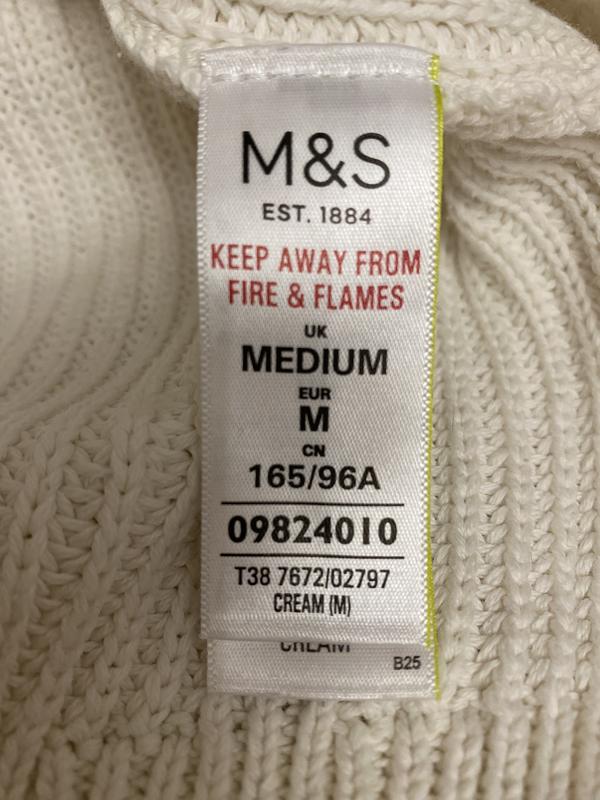 M&S
EST. 1884
KEEP AWAY FROM
FIRE & FLAMES
UK
MEDIUM
EUR
M
CN
165/96A
09824010
T38 7672/02797
CREAM (M)
CREAM
B25